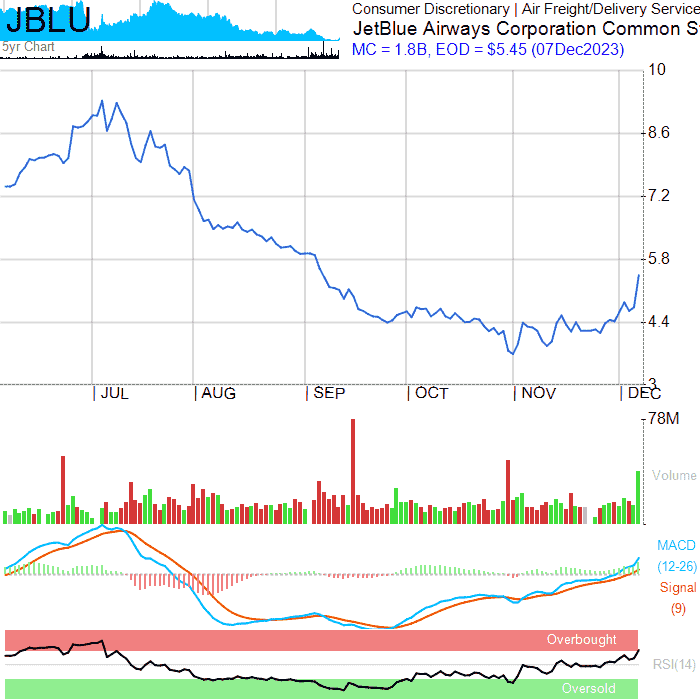 JBLU
5yr Chart
Consumer Discretionary | Air Freight/Delivery Service
JetBlue Airways Corporation Common S
MC = 1.8B, EOD = $5.45 (07Dec2023)
10
8.6
7.2
5.8
4.4
3
JUL AUG SEP OCT NOV DEC
78M
Volume
MACD
(12-26)
Signal
(9)
Overbought
RSI(14)
Oversold